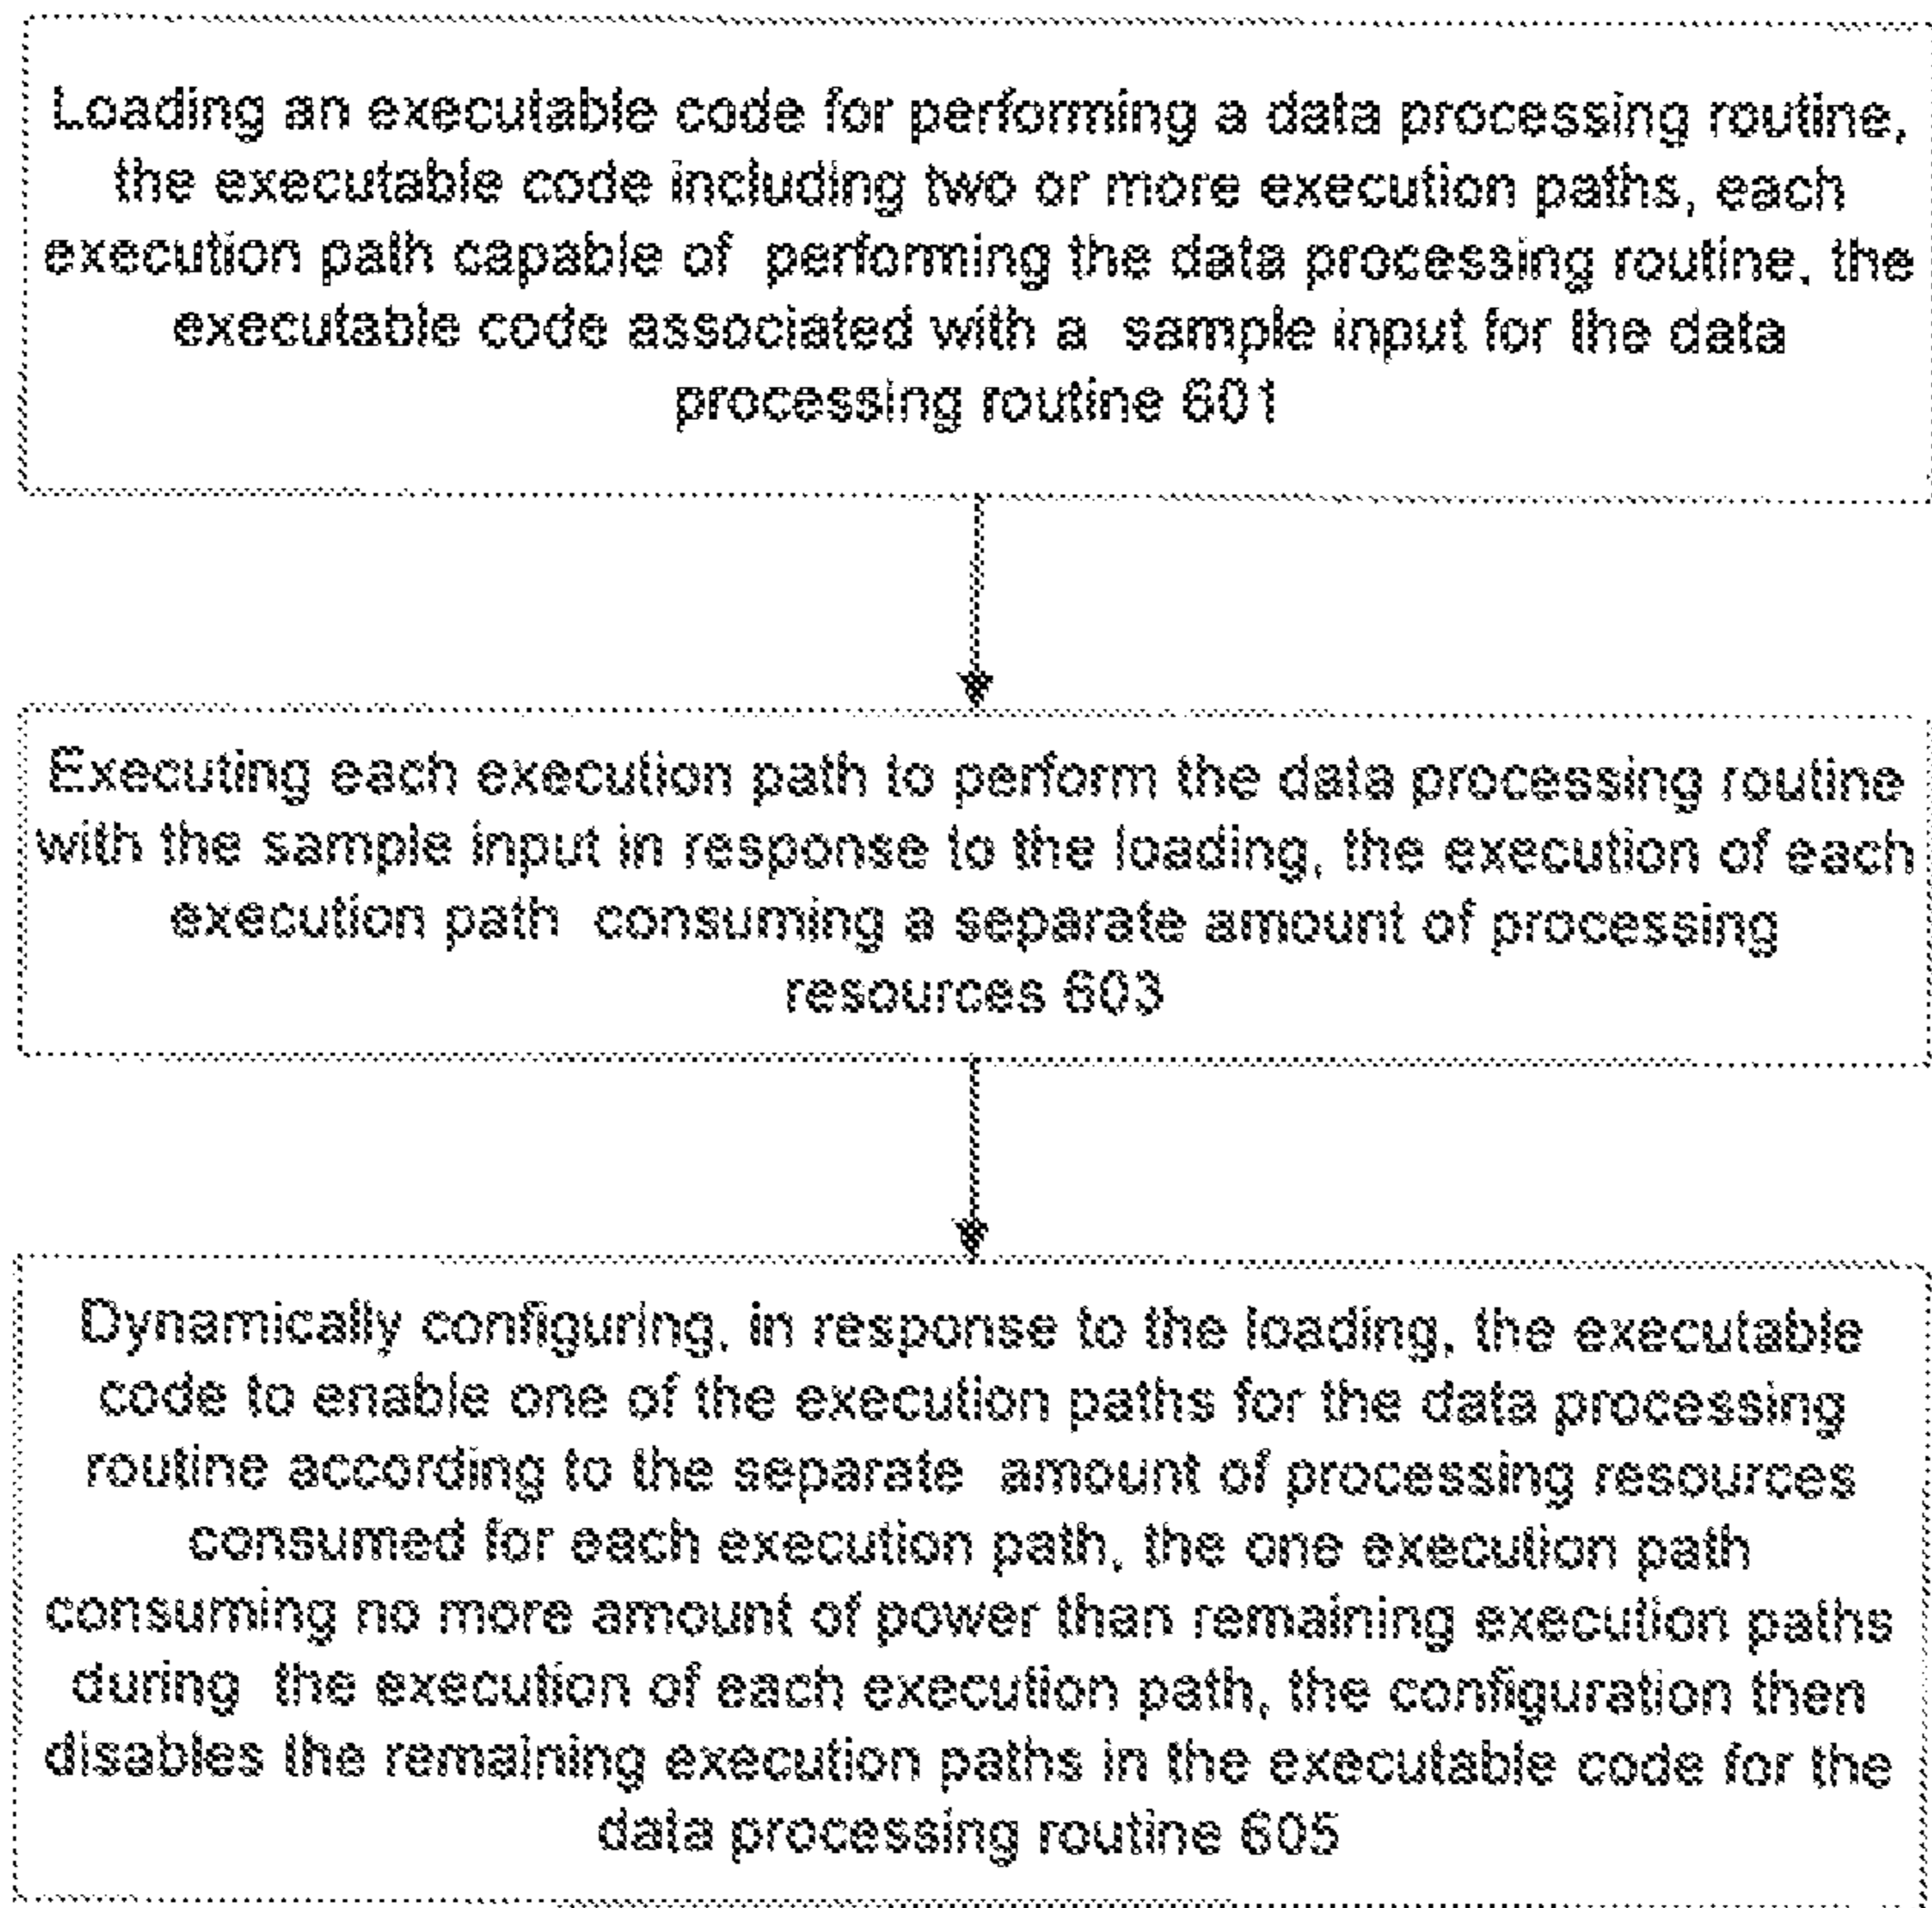 Loading an executable code for performing a data processing routine,
the executable code including two or more execution paths, each
execution path capable of performing the data processing routine, the
executable code associated with a sample input for the data
processing routine 601
Executing each execution path to perform the data processing routine
with the sample input in response to the loading, the execution of each
execution path consuming a separate amount of processing
resources 603
Dynamically configuring, in response to the loading, the executable
code to enable one of the execution paths for the data processing
routine according to the separate amount of processing resources
consumed for each execution path, the one execution path
consuming no more amount of power than remaining execution paths
during the execution of each execution path, the configuration then
disables the remaining execution paths in the executable code for the
data processing routine 605